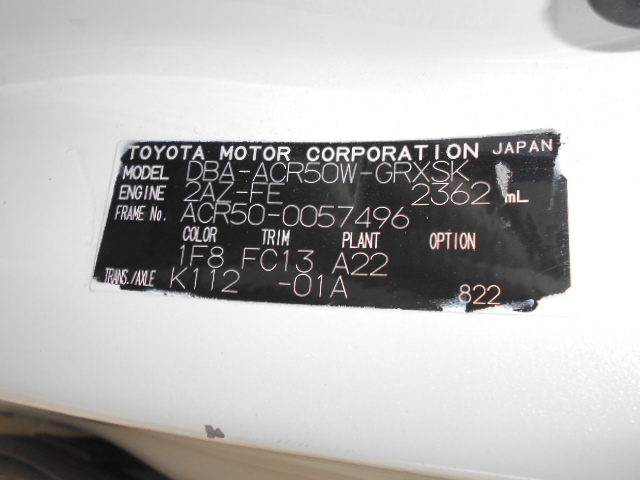 TOYOTA MOTOR CORPORATION JAPAN
MODEL DBA-ACR50W-GRXSK
ENGINE 2AZ-FE 2362 mL
FRAME No. ACR50-0057496
COLOR TRIM PLANT OPTION
1F8 FC13 A22
TRANS./AXLE K112 -01A 822